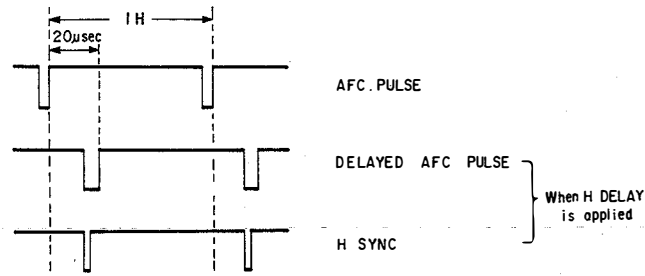 1H
20μsec
AFC. PULSE
DELAYED AFC PULSE
When H DELAY
is applied
H SYNC